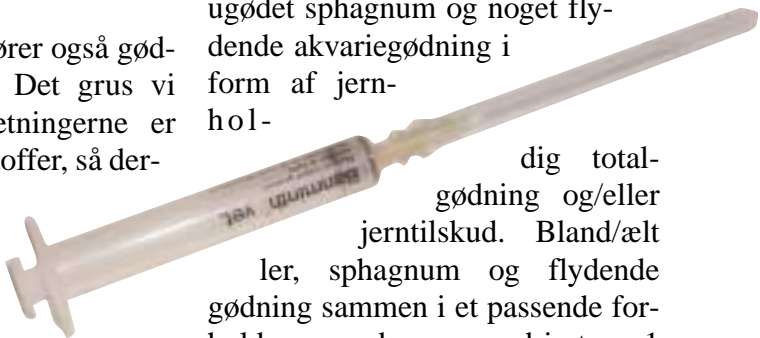 ører også gød-
Det grus vi
etningerne er
offer, så der-
ugødet sphagnum og noget fly-
dende akvariegødning i
form af jern-
hol-
dig total-
gødning og/eller
jerntilskud. Bland/ælt
ler, sphagnum og flydende
gødning sammen i et passende for-
Banminth
vet.